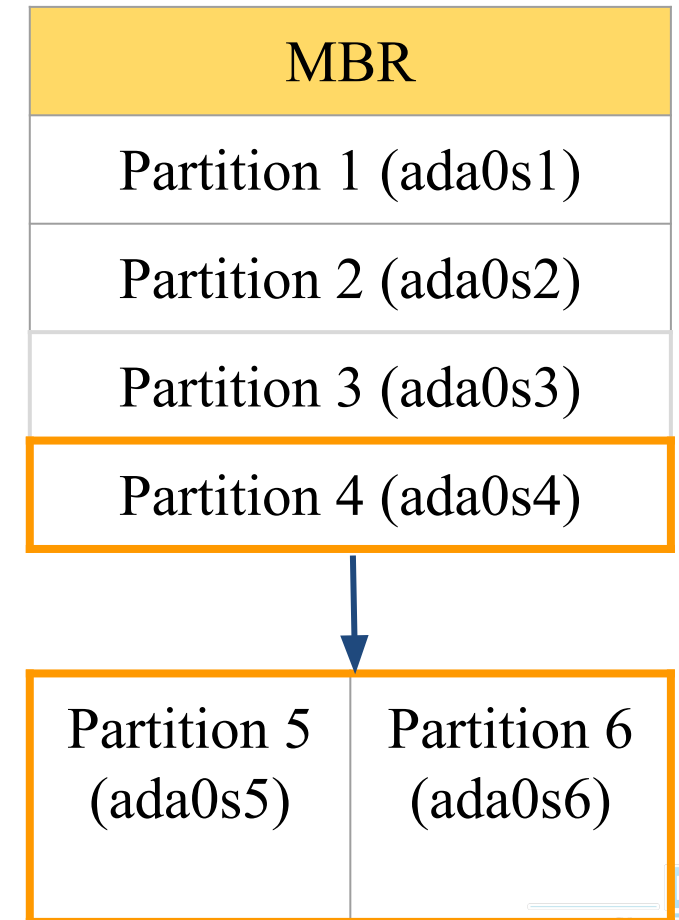 MBR
Partition 1 (ada0s1)
Partition 2 (ada0s2)
Partition 3 (ada0s3)
Partition 4 (ada0s4)
Partition 5
(ada0s5)
Partition 6
(ada0s6)